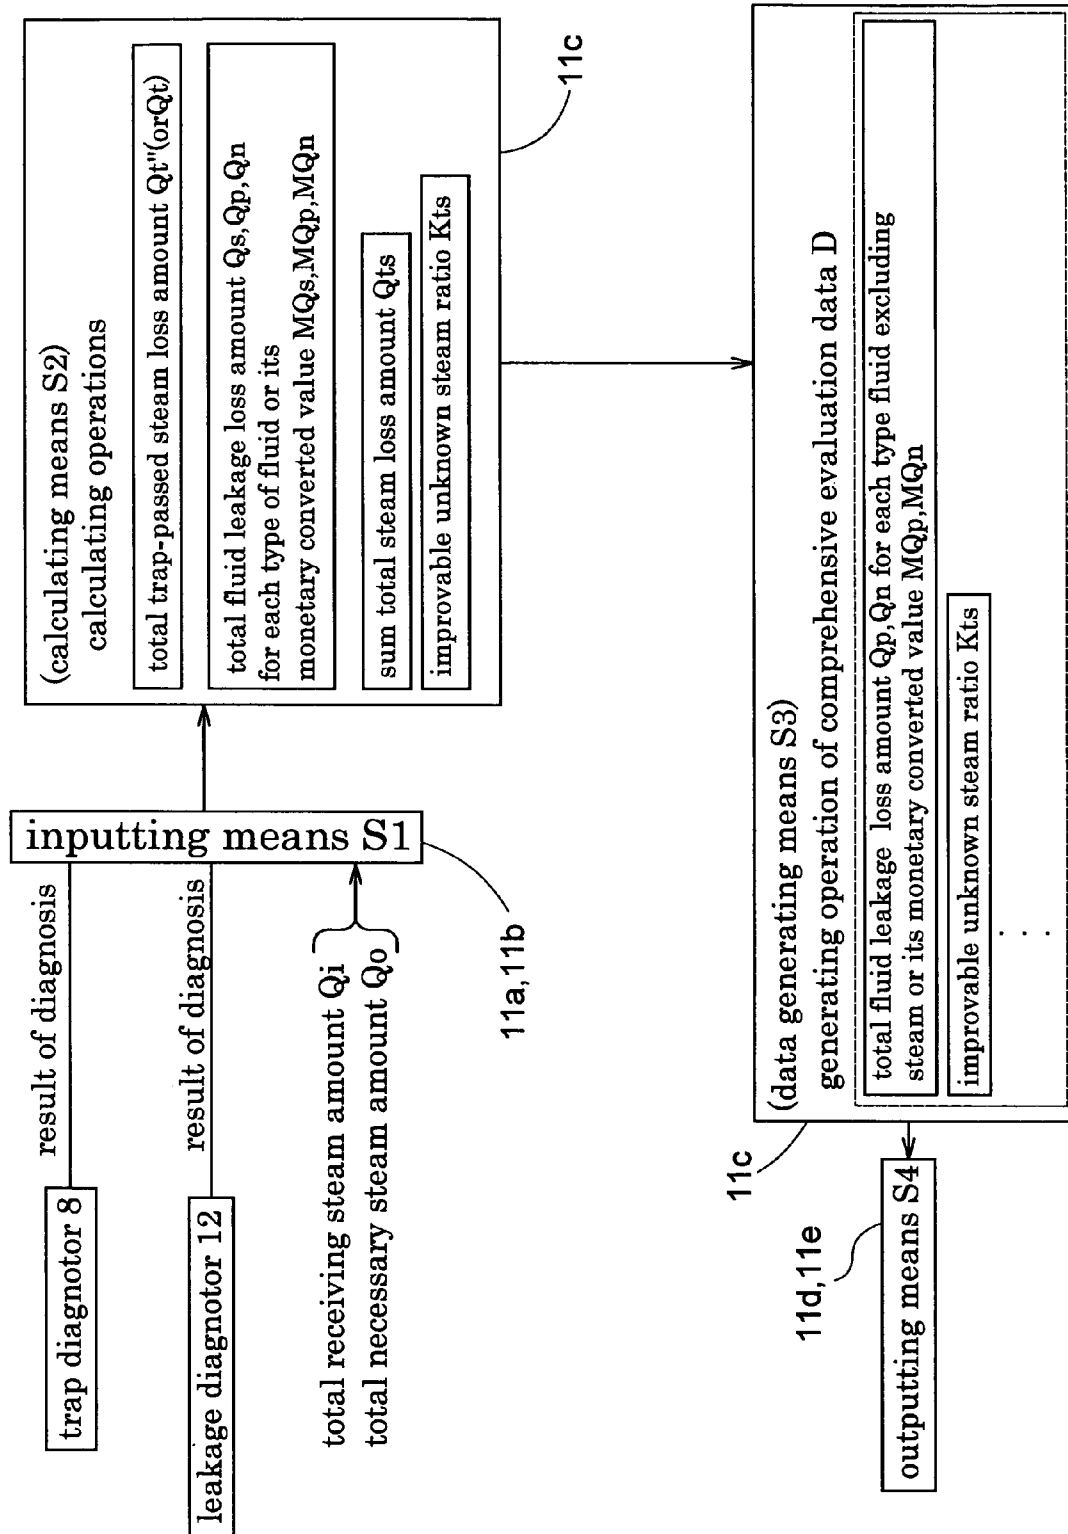 trap diagnotor 8
result of diagnosis
leakage diagnotor 12
result of diagnosis
total receiving steam amount Qi
total necessary steam amount Qo
inputting means S1
11a,11b
(calculating means S2)
calculating operations
total trap-passed steam loss amount Qt"(orQt)
total fluid leakage loss amount Qs,Qp,Qn
for each type of fluid or its
monetary converted value MQs,MQp,MQn
sum total steam loss amount Qts
improvable unknown steam ratio Kts
11c
(data generating means S3)
generating operation of comprehensive evaluation data D
total fluid leakage loss amount Qp,Qn for each type fluid excluding
steam or its monetary converted value MQp,MQn
improvable unknown steam ratio Kts
. . .
11c
outputting means S4
11d,11e